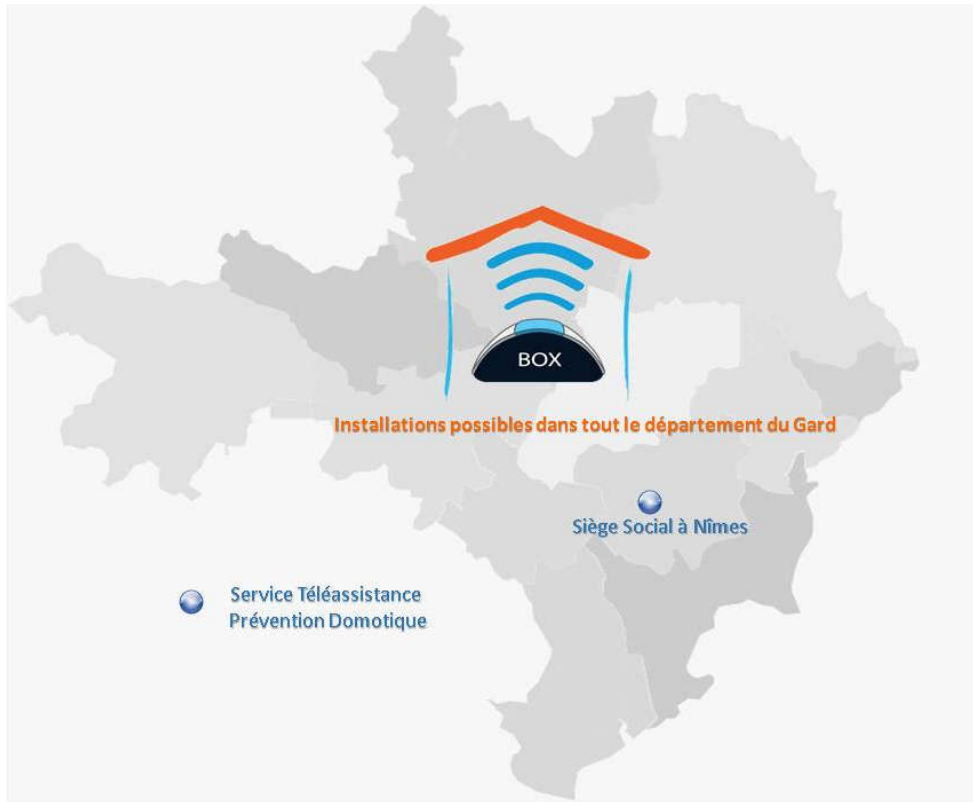 BOX
Installations possibles dans tout le département du Gard
Siège Social à Nîmes
Service Téléassistance
Prévention Domotique